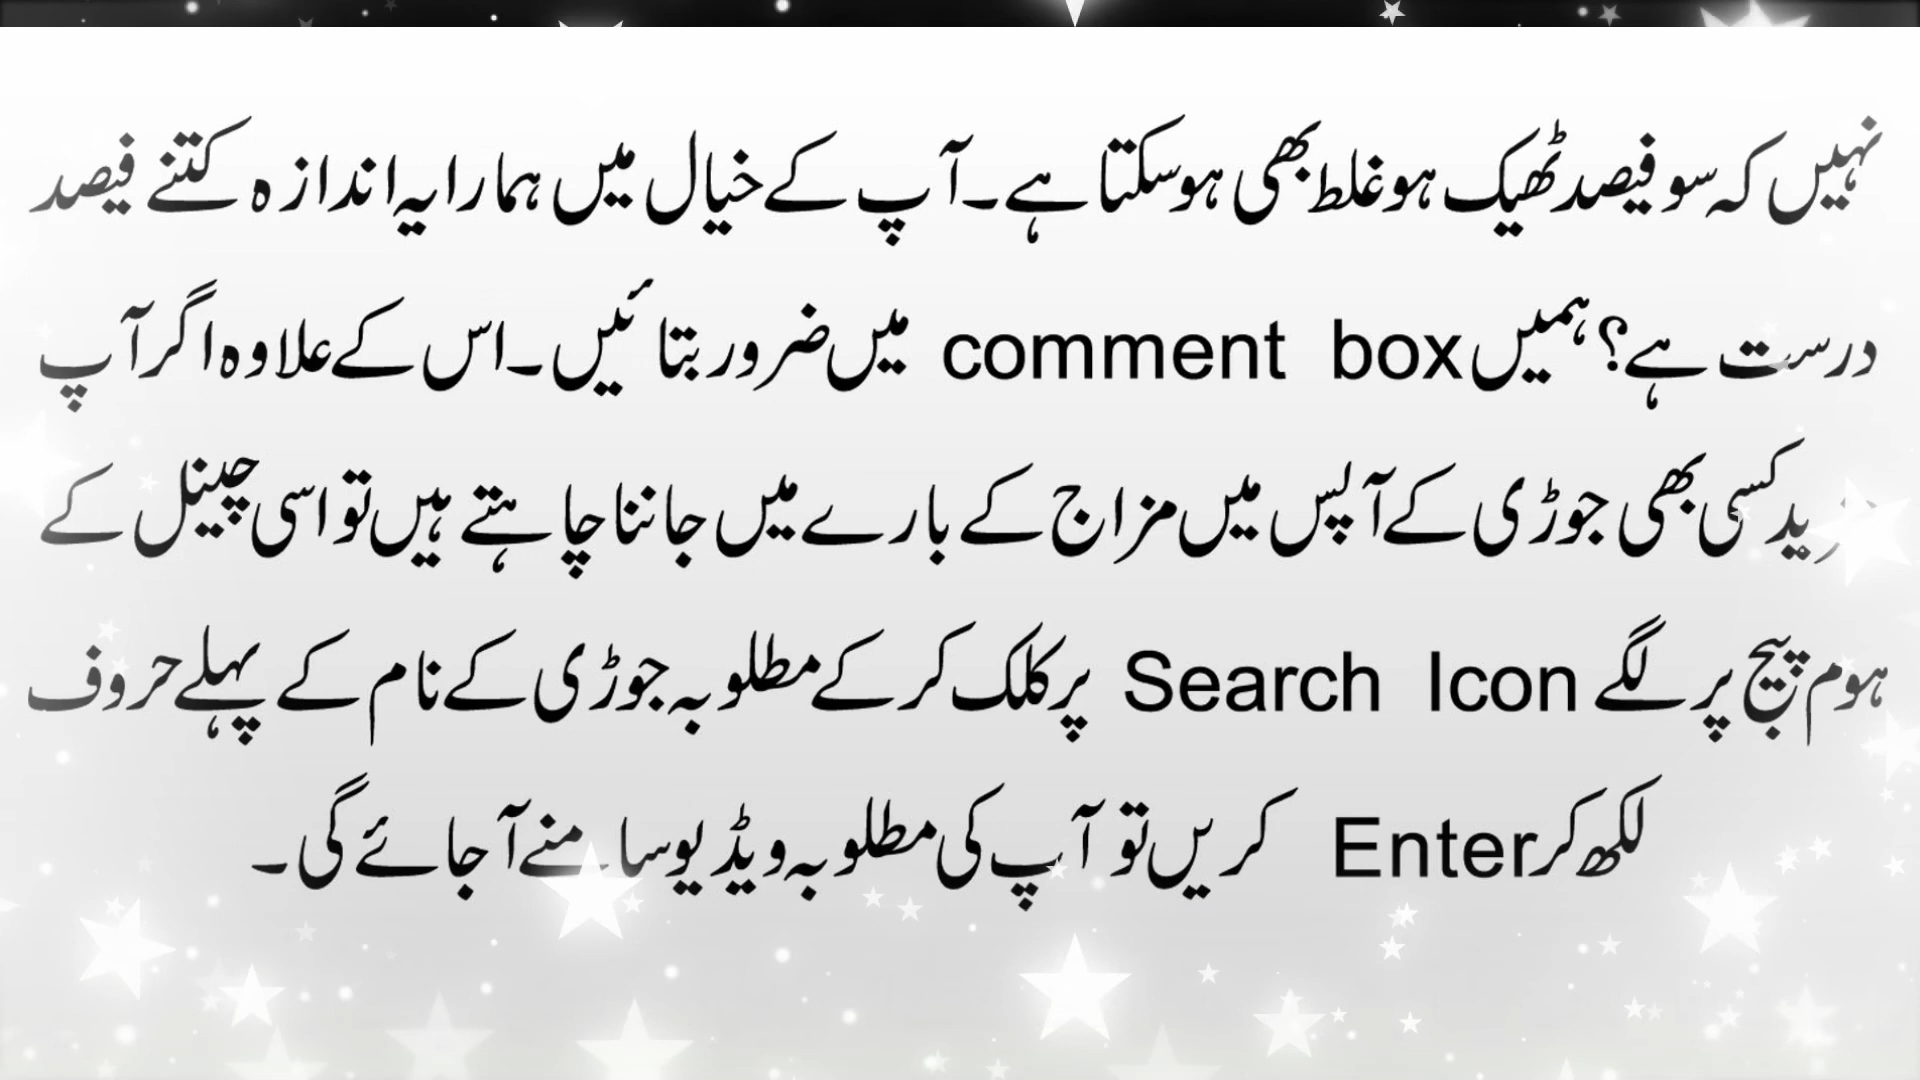 نہیں کہ سو فیصد ٹھیک ہو غلط بھی ہو سکتا ہے۔ آپ کے خیال میں ہمارا یہ اندازہ کتنے فیصد
درست ہے؟ ہمیں comment box میں ضرور بتائیں۔ اس کے علاوہ اگر آپ
مزید کسی بھی جوڑی کے آپس میں مزاج کے بارے میں جاننا چاہتے ہیں تو اسی چینل کے
ہوم پیج پر لگے Search Icon پر کلک کر کے مطلوبہ جوڑی کے نام کے پہلے حروف
لکھ کر Enter کریں تو آپ کی مطلوبہ ویڈیو سامنے آ جائے گی۔